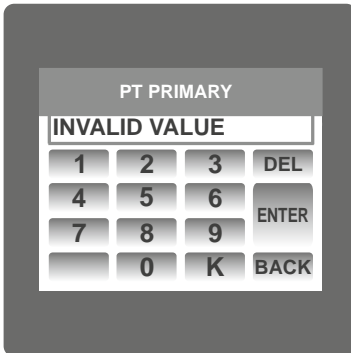 PT PRIMARY
INVALID VALUE
1 2 3 DEL
4 5 6 ENTER
7 8 9
0 K BACK